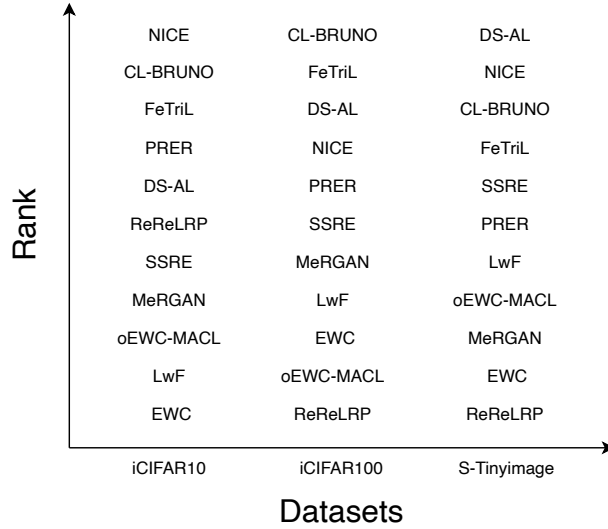 NICE CL-BRUNO DS-AL
CL-BRUNO FeTriL NICE
FeTriL DS-AL CL-BRUNO
PRER NICE FeTriL
DS-AL PRER SSRE
ReReLRP SSRE PRER
SSRE MeRGAN LwF
MeRGAN LwF oEWC-MACL
oEWC-MACL EWC MeRGAN
LwF oEWC-MACL EWC
EWC ReReLRP ReReLRP
Rank
iCIFAR10 iCIFAR100 S-Tinyimage
Datasets